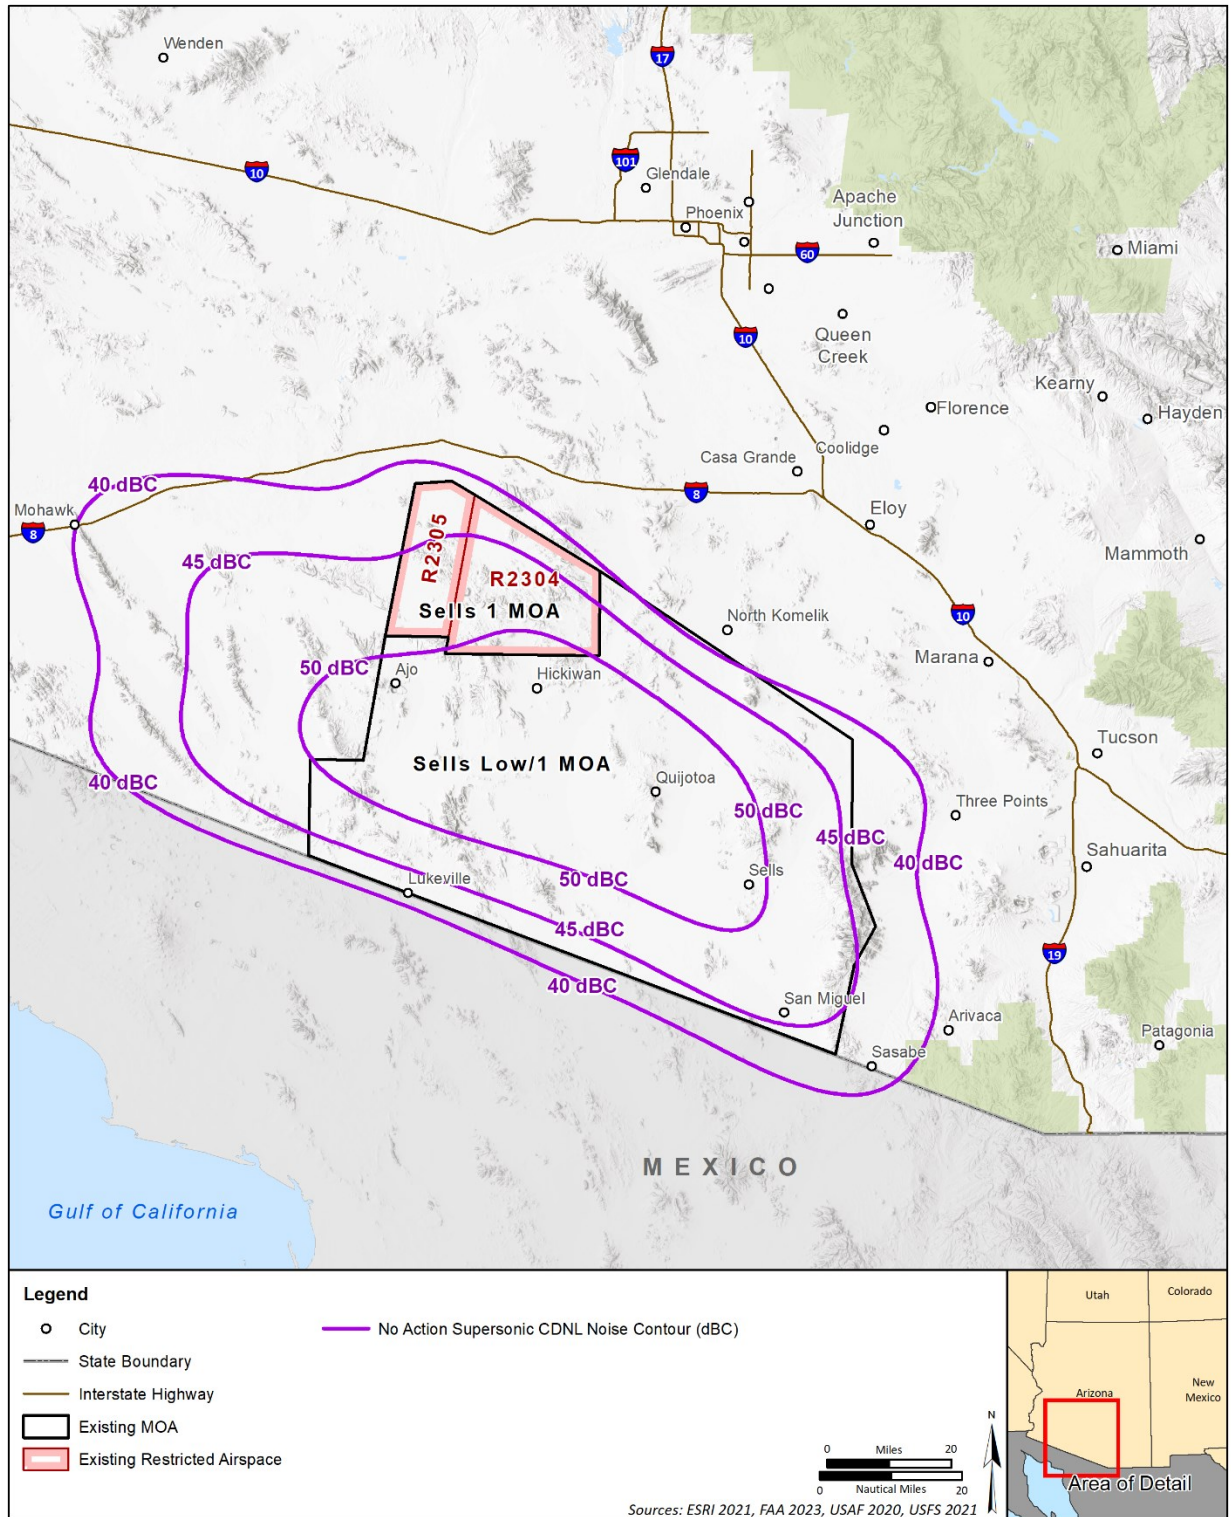 Wenden
17
10
101
Glendale
Phoenix
Apache
Junction
60
Miami
10
Queen
Creek
Kearny
Hayden
Florence
Coolidge
Casa Grande
40 dBC
Mohawk
8
8
Eloy
Mammoth
45 dBC
R2305
R2304
Sells 1 MOA
North Komelik
10
Marana
50 dBC
Ajo
Hickiwan
Tucson
Sells Low/1 MOA
40 dBC
Quijotoa
50 dBC
Three Points
45 dBC
40 dBC
Sahuarita
Lukeville
50 dBC
Sells
45 dBC
19
40 dBC
San Miguel
Arivaca
Patagonia
Sasabe
MEXICO
Gulf of California
Legend
City
No Action Supersonic CDNL Noise Contour (dBC)
State Boundary
Interstate Highway
Existing MOA
Existing Restricted Airspace
N
0 Miles 20
0 Nautical Miles 20
Sources: ESRI 2021, FAA 2023, USAF 2020, USFS 2021
Utah
Colorado
Arizona
New
Mexico
Area of Detail